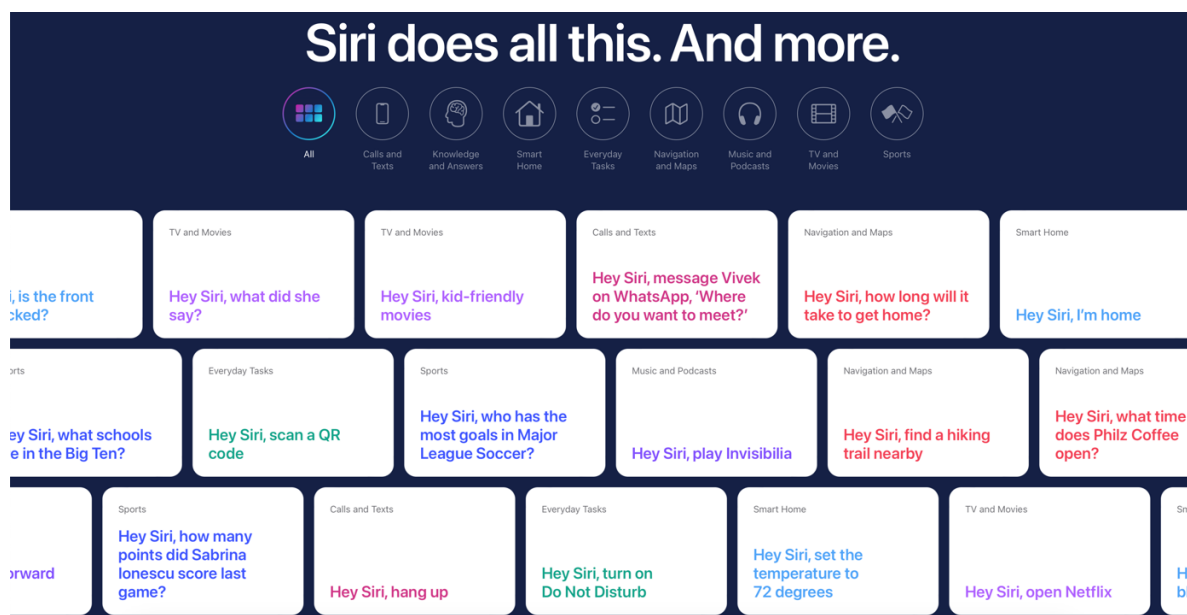 Siri does all this. And more.
All
Calls and
Texts
Knowledge
and Answers
Smart
Home
Everyday
Tasks
Navigation
and Maps
Music and
Podcasts
TV and
Movies
Sports
is the front
cked?
TV and Movies
Hey Siri, what did she
say?
TV and Movies
Hey Siri, kid-friendly
movies
Calls and Texts
Hey Siri, message Vivek
on WhatsApp, ‘Where
do you want to meet?’
Navigation and Maps
Hey Siri, how long will it
take to get home?
Smart Home
Hey Siri, I’m home
orts
ey Siri, what schools
e in the Big Ten?
Everyday Tasks
Hey Siri, scan a QR
code
Sports
Hey Siri, who has the
most goals in Major
League Soccer?
Music and Podcasts
Hey Siri, play Invisibilia
Navigation and Maps
Hey Siri, find a hiking
trail nearby
Navigation and Maps
Hey Siri, what time
does Philz Coffee
open?
orward
Sports
Hey Siri, how many
points did Sabrina
Ionescu score last
game?
Calls and Texts
Hey Siri, hang up
Everyday Tasks
Hey Siri, turn on
Do Not Disturb
Smart Home
Hey Siri, set the
temperature to
72 degrees
TV and Movies
Hey Siri, open Netflix